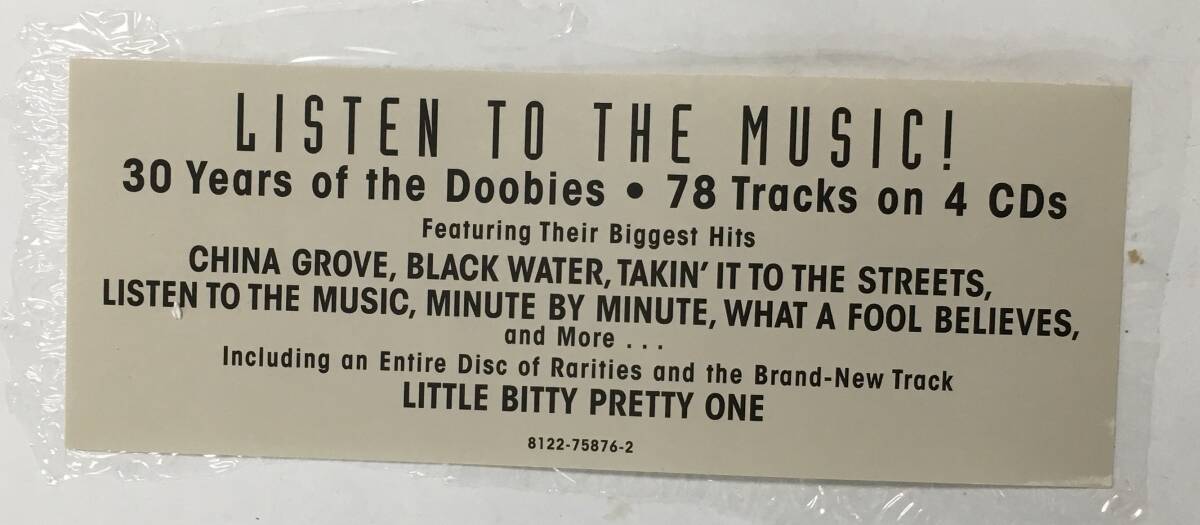 LISTEN TO THE MUSIC!
30 Years of the Doobies • 78 Tracks on 4 CDs
Featuring Their Biggest Hits
CHINA GROVE, BLACK WATER, TAKIN' IT TO THE STREETS,
LISTEN TO THE MUSIC, MINUTE BY MINUTE, WHAT A FOOL BELIEVES,
and More . . .
Including an Entire Disc of Rarities and the Brand-New Track
LITTLE BITTY PRETTY ONE
8122-75876-2